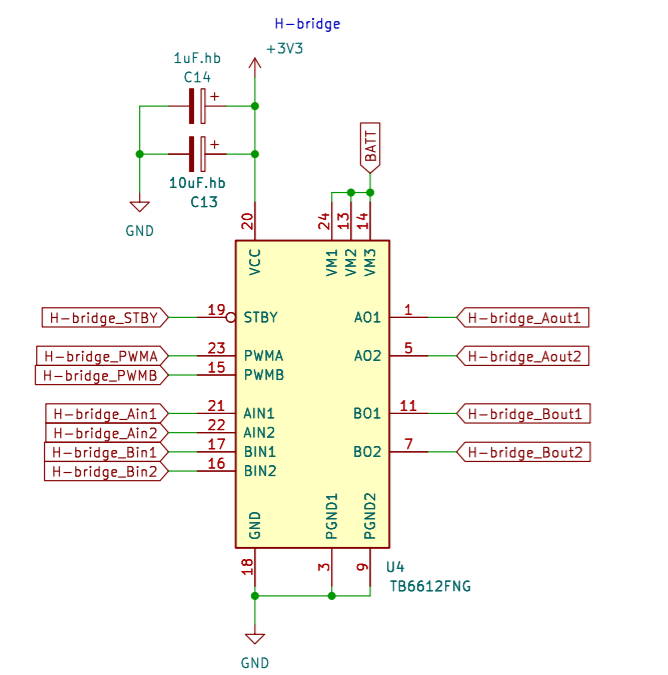 H-bridge
+3V3
1uF.hb
C14
+
+
10uF.hb
C13
GND
BATT
20
24
13
14
VCC
VM1
VM2
VM3
H-bridge_STBY
19
STBY
AO1
1
H-bridge_Aout1
H-bridge_PWMA
23
PWMA
AO2
5
H-bridge_Aout2
H-bridge_PWMB
15
PWMB
H-bridge_Ain1
21
AIN1
BO1
11
H-bridge_Bout1
H-bridge_Ain2
22
AIN2
H-bridge_Bin1
17
BIN1
BO2
7
H-bridge_Bout2
H-bridge_Bin2
16
BIN2
GND
PGND1
PGND2
18
3
9
U4
TB6612FNG
GND